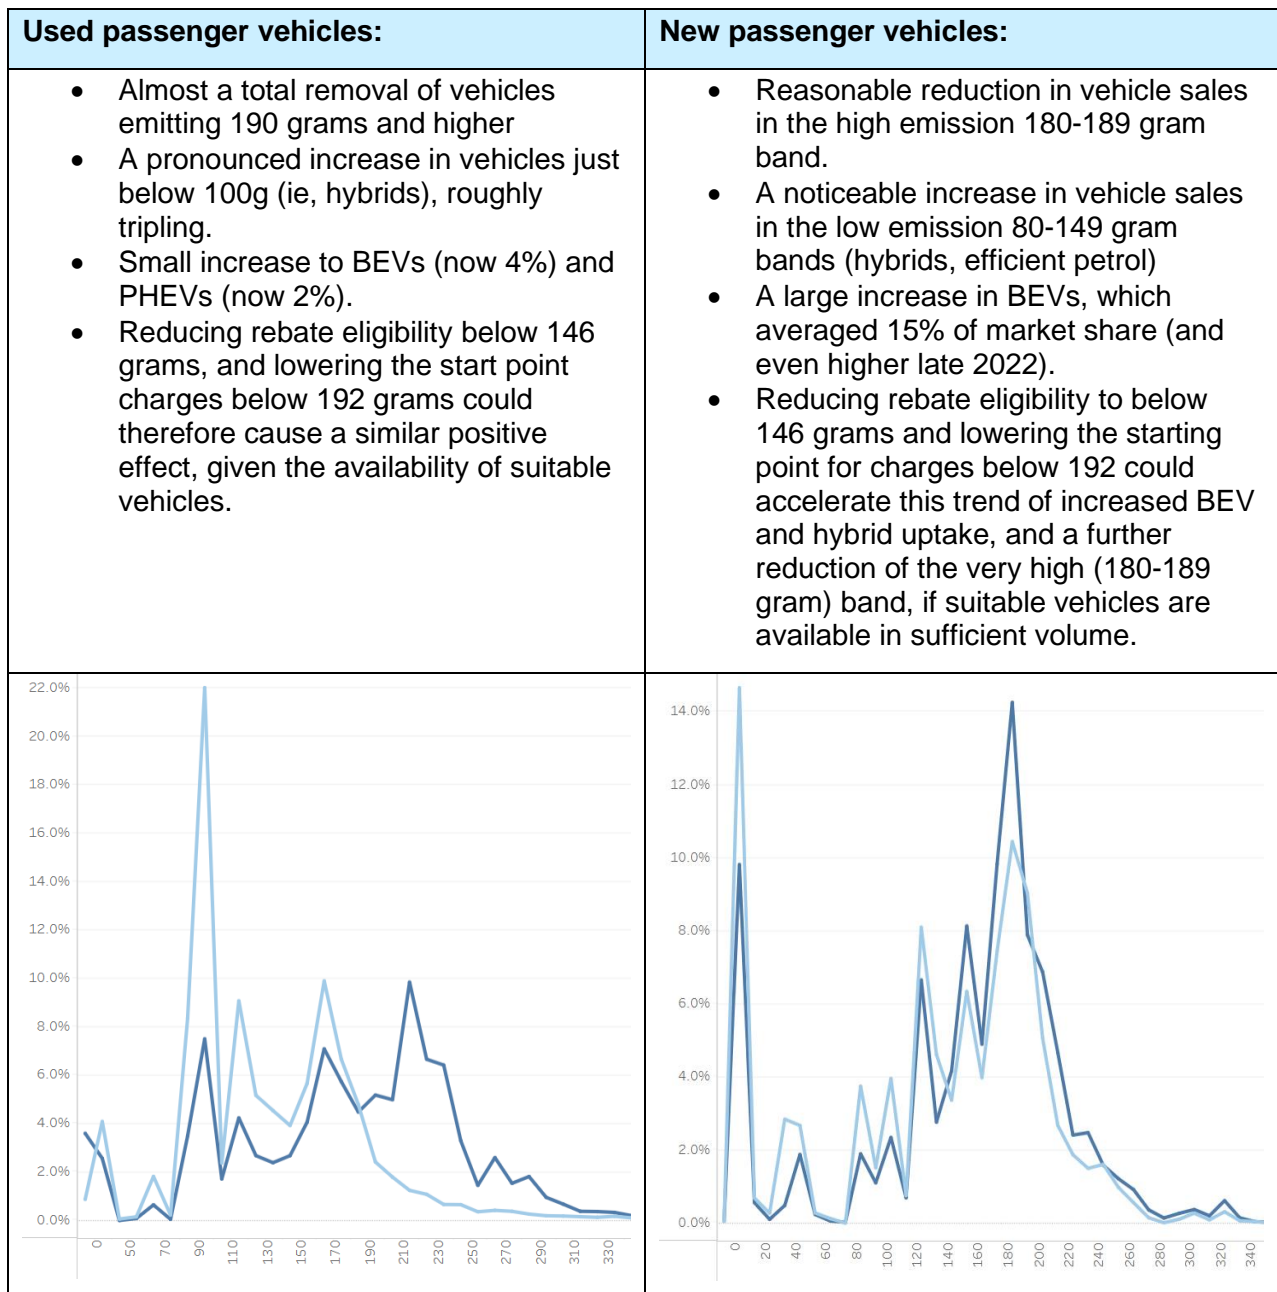 Used passenger vehicles:
• Almost a total removal of vehicles
emitting 190 grams and higher
• A pronounced increase in vehicles just
below 100g (ie, hybrids), roughly
tripling.
• Small increase to BEVs (now 4%) and
PHEVs (now 2%).
• Reducing rebate eligibility below 146
grams, and lowering the start point
charges below 192 grams could
therefore cause a similar positive
effect, given the availability of suitable
vehicles.
New passenger vehicles:
• Reasonable reduction in vehicle sales
in the high emission 180-189 gram
band.
• A noticeable increase in vehicle sales
in the low emission 80-149 gram
bands (hybrids, efficient petrol)
• A large increase in BEVs, which
averaged 15% of market share (and
even higher late 2022).
• Reducing rebate eligibility to below
146 grams and lowering the starting
point for charges below 192 could
accelerate this trend of increased BEV
and hybrid uptake, and a further
reduction of the very high (180-189
gram) band, if suitable vehicles are
available in sufficient volume.
22.0%
20.0%
18.0%
16.0%
14.0%
12.0%
10.0%
8.0%
6.0%
4.0%
2.0%
0.0%
0 50 70 90 110 130 150 170 190 210 230 250 270 290 310 330
14.0%
12.0%
10.0%
8.0%
6.0%
4.0%
2.0%
0.0%
0 20 40 60 80 100 120 140 160 180 200 220 240 260 280 300 320 340